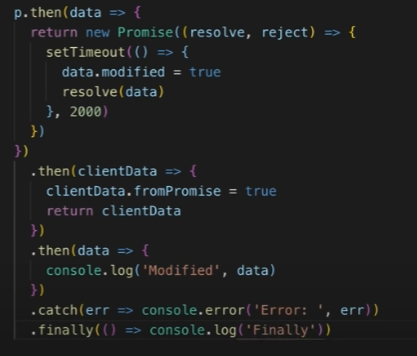 p.then(data => {
  return new Promise((resolve, reject) => {
    setTimeout(() => {
      data.modified = true
      resolve(data)
    }, 2000)
  })
})
  .then(clientData => {
    clientData.fromPromise = true
    return clientData
  })
  .then(data => {
    console.log('Modified', data)
  })
  .catch(err => console.error('Error: ', err))
  .finally(() => console.log('Finally'))